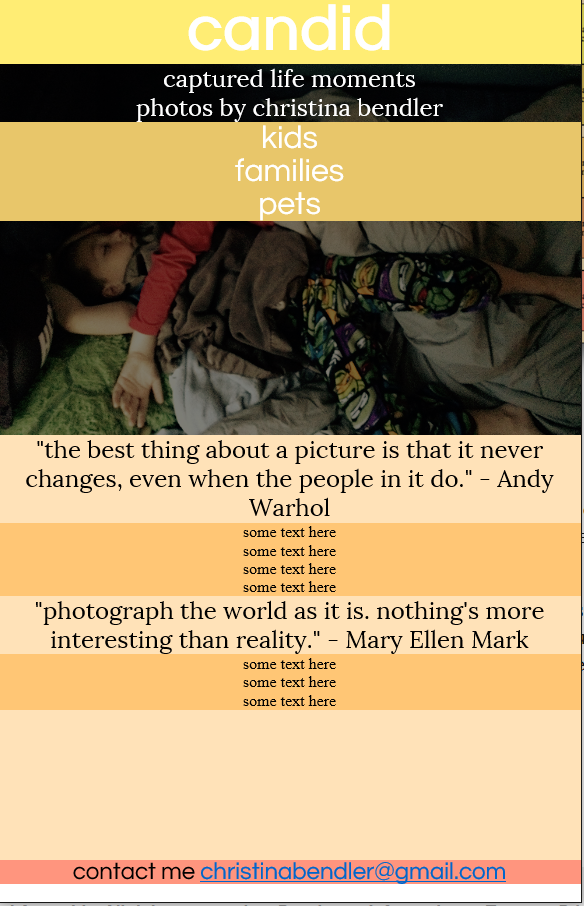 candid
captured life moments
photos by christina bendler
kids
families
pets
"the best thing about a picture is that it never
changes, even when the people in it do." - Andy
Warhol
some text here
some text here
some text here
some text here
"photograph the world as it is. nothing's more
interesting than reality." - Mary Ellen Mark
some text here
some text here
some text here
contact me christinabendler@gmail.com